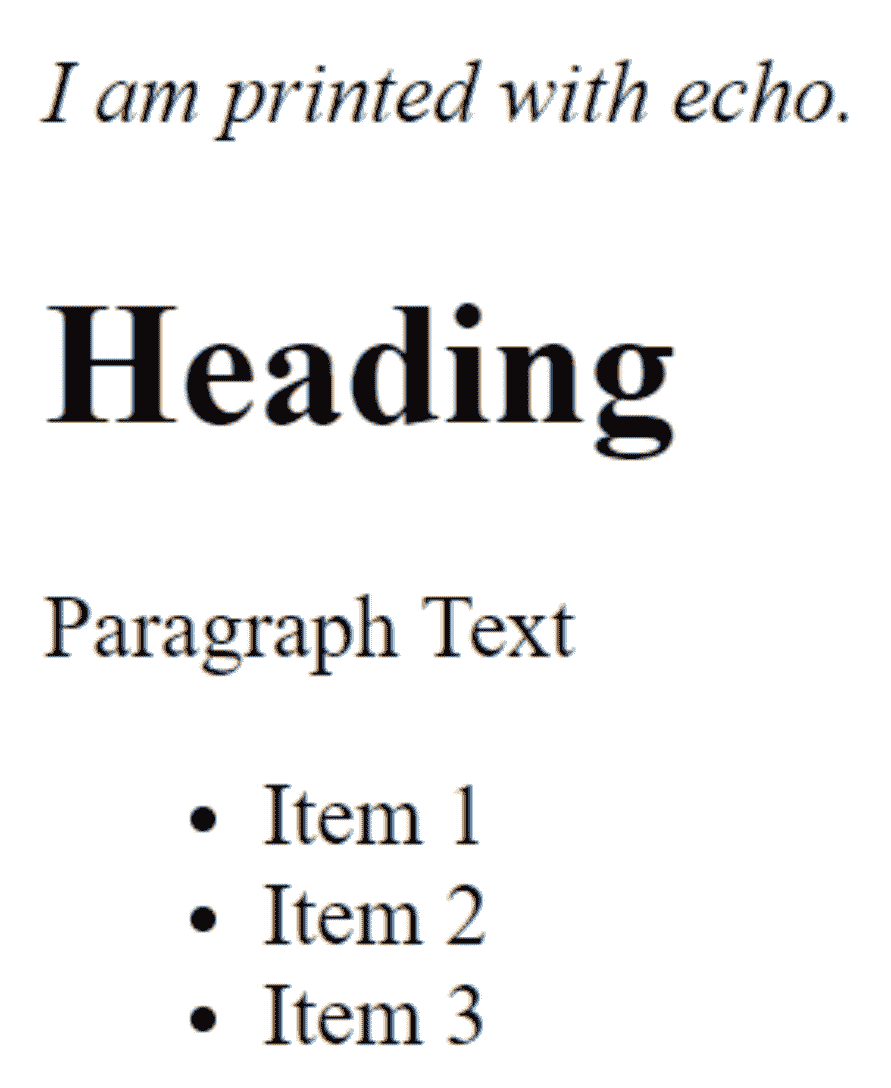 I am printed with echo.
Heading
Paragraph Text
• Item 1
• Item 2
• Item 3